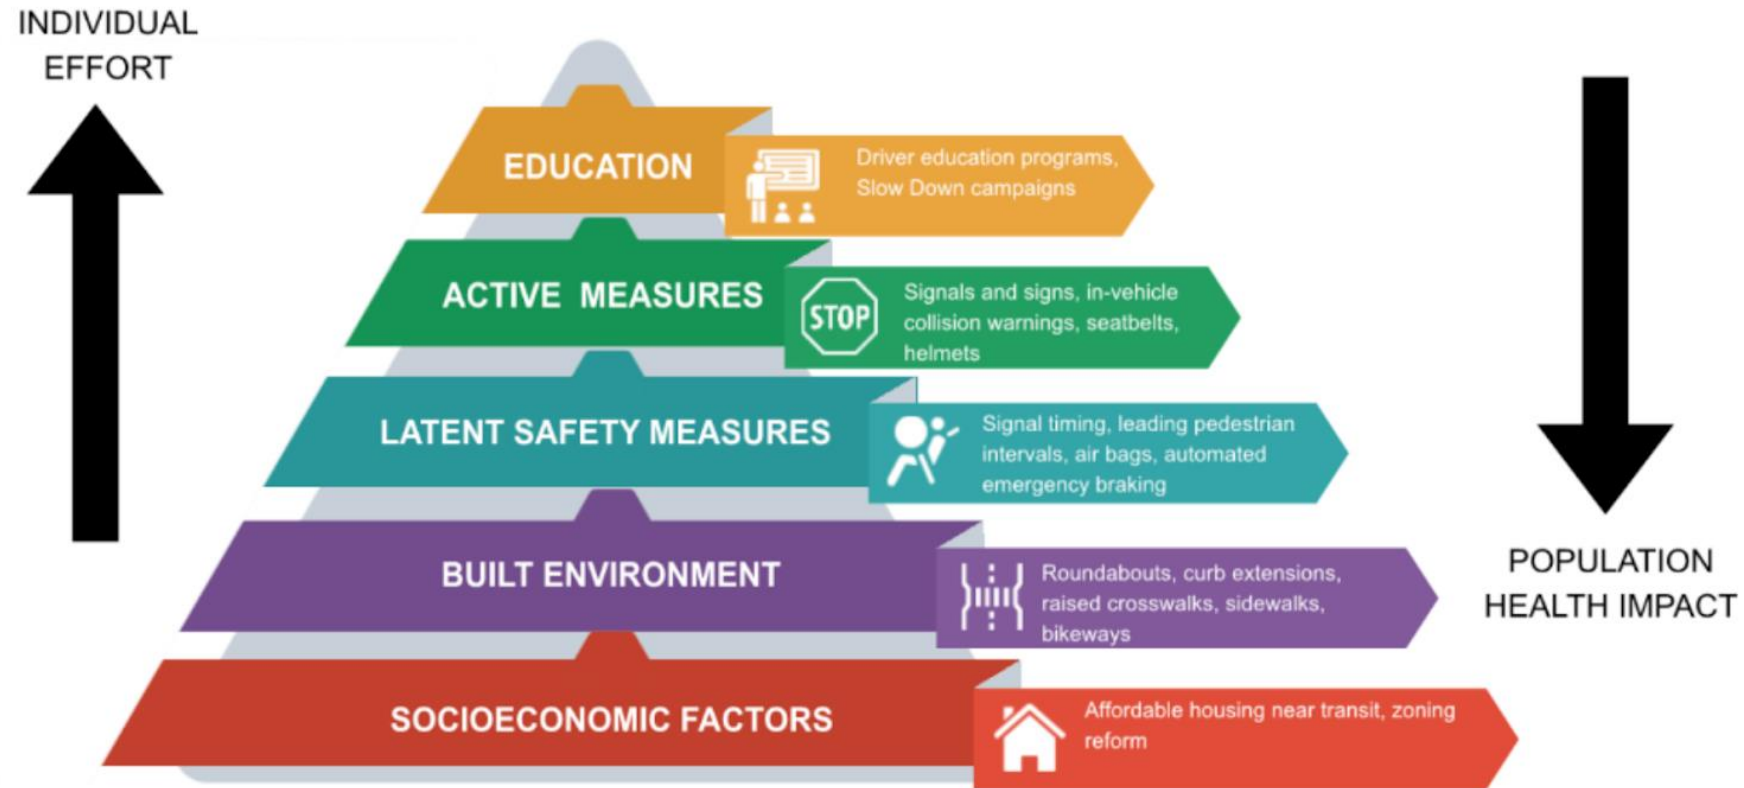 INDIVIDUAL
EFFORT
EDUCATION
Driver education programs,
Slow Down campaigns
ACTIVE MEASURES
STOP
Signals and signs, in-vehicle
collision warnings, seatbelts,
helmets
LATENT SAFETY MEASURES
Signal timing, leading pedestrian
intervals, air bags, automated
emergency braking
BUILT ENVIRONMENT
Roundabouts, curb extensions,
raised crosswalks, sidewalks,
bikeways
SOCIOECONOMIC FACTORS
Affordable housing near transit, zoning
reform
POPULATION
HEALTH IMPACT